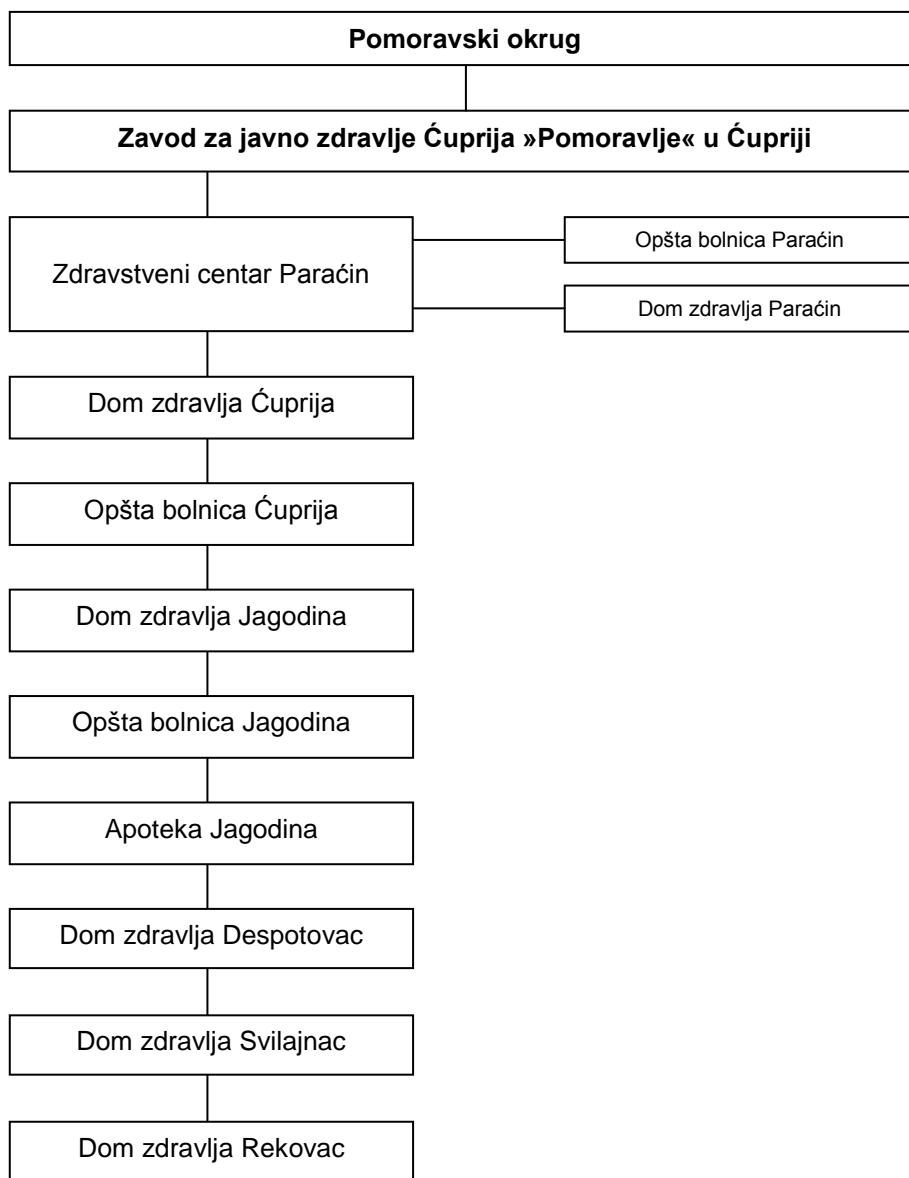 Pomoravski okrug
Zavod za javno zdravlje Ćuprija »Pomoravlje« u Ćupriji
Zdravstveni centar Paraćin
Opšta bolnica Paraćin
Dom zdravlja Paraćin
Dom zdravlja Ćuprija
Opšta bolnica Ćuprija
Dom zdravlja Jagodina
Opšta bolnica Jagodina
Apoteka Jagodina
Dom zdravlja Despotovac
Dom zdravlja Svilajnac
Dom zdravlja Rekovac